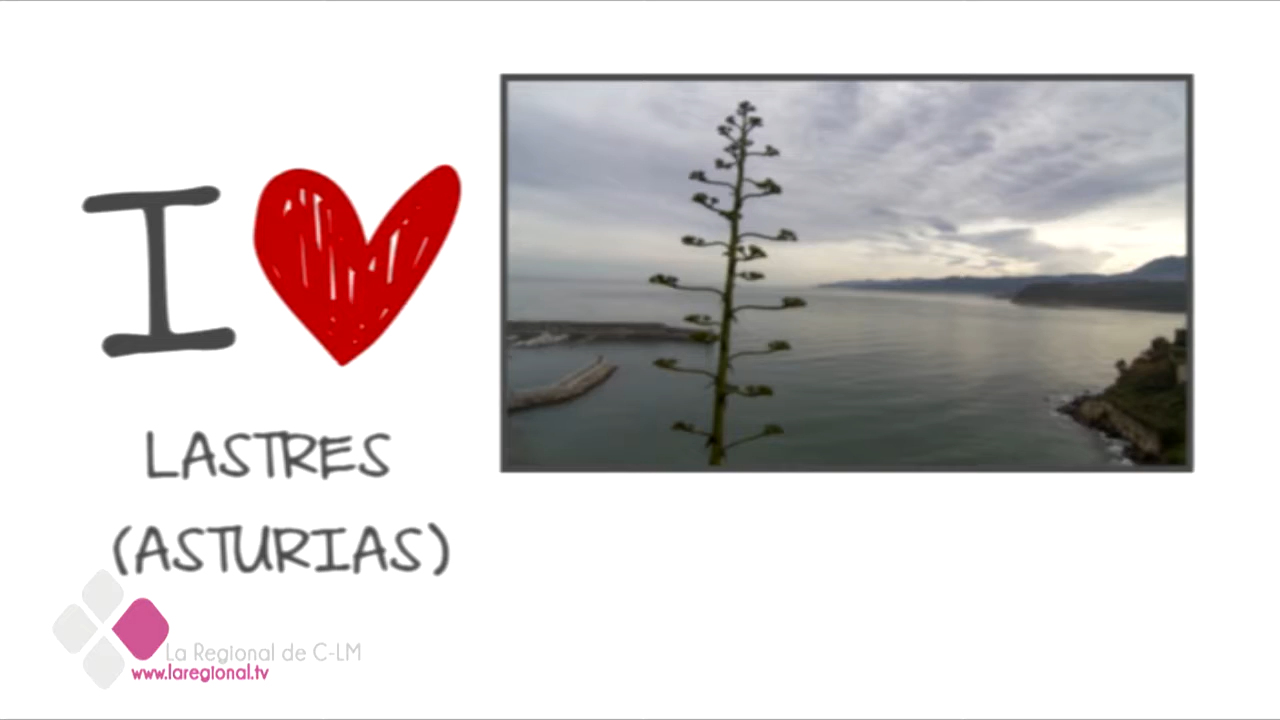 I
LASTRES
(ASTURIAS)
La Regional de C-LM
www.laregional.tv